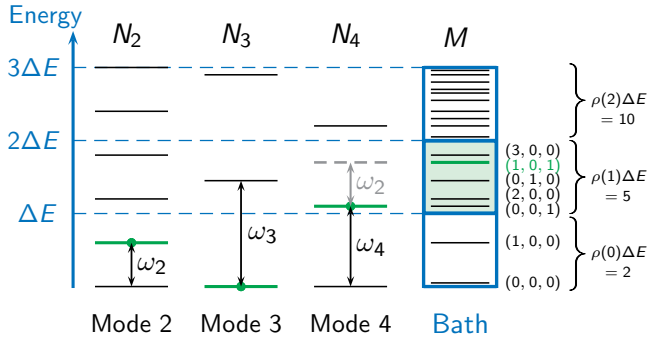 Energy
N₂ N₃ N₄ M
3ΔE
ρ(2)ΔE
= 10
2ΔE
(3, 0, 0)
(1, 0, 1)
ω₂
(0, 1, 0)
ρ(1)ΔE
= 5
(2, 0, 0)
ω₃
(0, 0, 1)
ΔE
ω₂
ω₄
(1, 0, 0)
ρ(0)ΔE
= 2
(0, 0, 0)
Mode 2 Mode 3 Mode 4 Bath